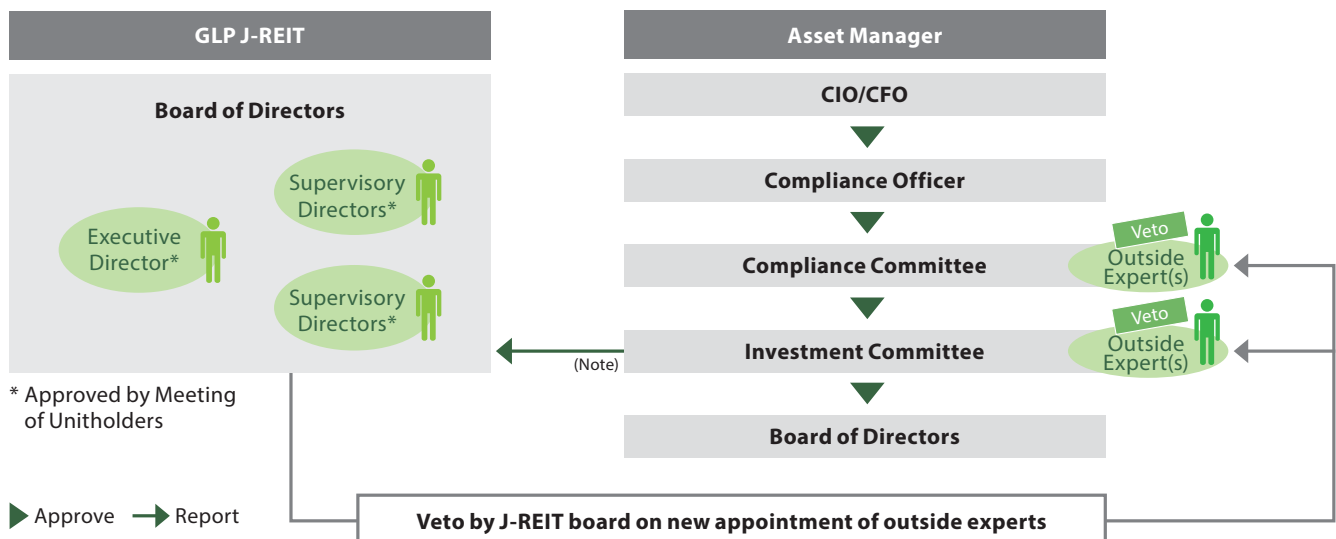 GLP J-REIT
Board of Directors
Supervisory
Directors*
Executive
Director*
Supervisory
Directors*
* Approved by Meeting
of Unitholders
Asset Manager
CIO/CFO
Compliance Officer
Compliance Committee
Veto
Outside
Expert(s)
(Note)
Investment Committee
Veto
Outside
Expert(s)
Board of Directors
Approve
Report
Veto by J-REIT board on new appointment of outside experts